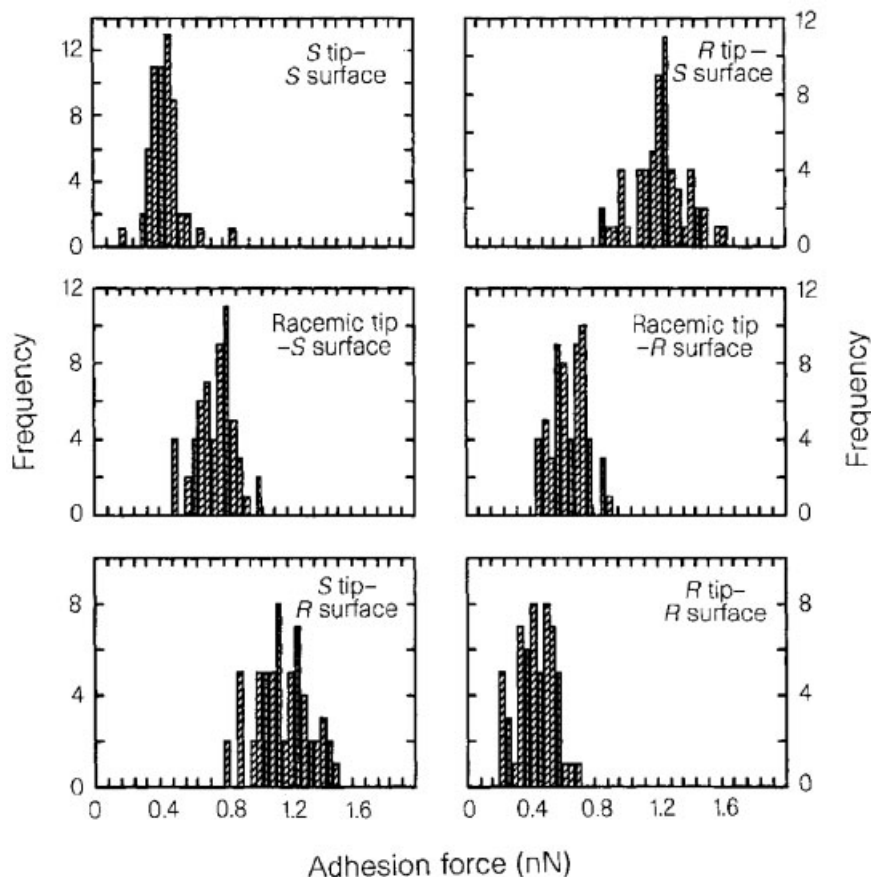 12
8
4
0
S tip–
S surface
R tip –
S surface
12
8
4
0
12
8
4
0
Racemic tip
–S surface
Racemic tip
–R surface
12
8
4
0
Frequency
Frequency
8
4
0
S tip–
R surface
R tip–
R surface
8
4
0
0 0.4 0.8 1.2 1.6
0 0.4 0.8 1.2 1.6
Adhesion force (nN)